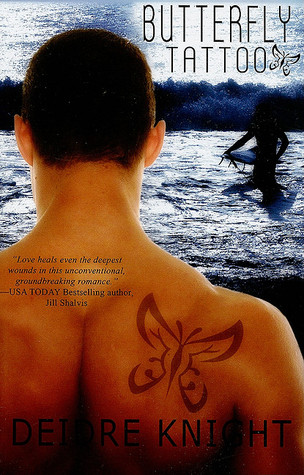 BUTTERFLY
TATTOO
"Love heals even the deepest
wounds in this unconventional,
groundbreaking romance."
—USA TODAY Bestselling author,
Jill Shalvis
DEIDRE KNIGHT